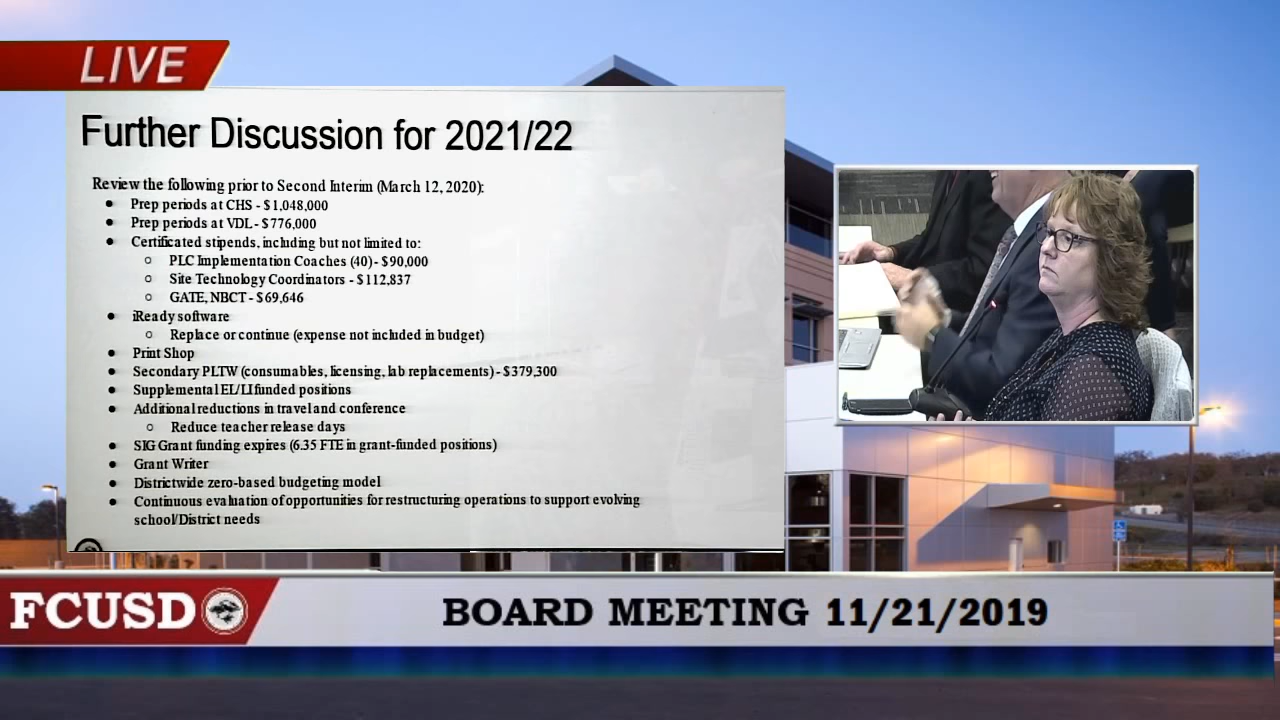 LIVE
Further Discussion for 2021/22
Review the following prior to Second Interim (March 12, 2020):
● Prep periods at CHS - $1,048,000
● Prep periods at VDL - $776,000
● Certificated stipends, including but not limited to:
○ PLC Implementation Coaches (40) - $90,000
○ Site Technology Coordinators - $112,837
○ GATE, NBCT - $69,646
● iReady software
○ Replace or continue (expense not included in budget)
● Print Shop
● Secondary PLTW (consumables, licensing, lab replacements) - $379,300
● Supplemental EL/LI funded positions
● Additional reductions in travel and conference
○ Reduce teacher release days
● SIG Grant funding expires (6.35 FTE in grant-funded positions)
● Grant Writer
● Districtwide zero-based budgeting model
● Continuous evaluation of opportunities for restructuring operations to support evolving
school/District needs
FCUSD
BOARD MEETING 11/21/2019